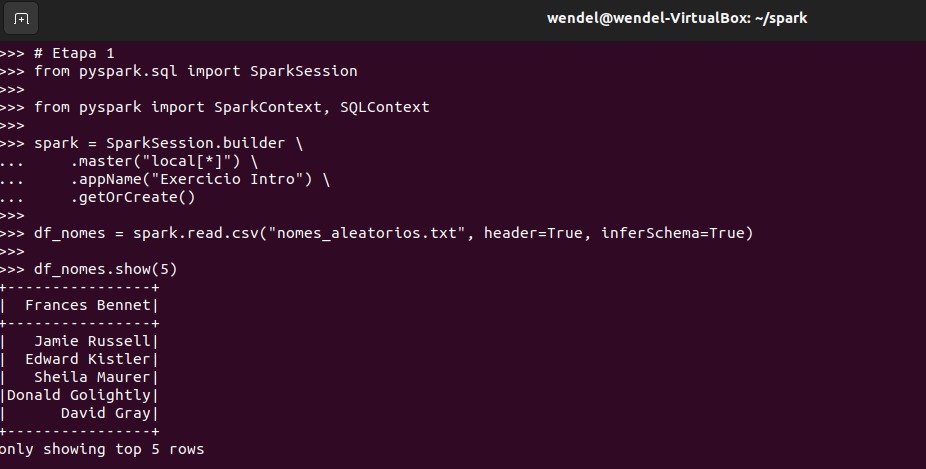 wendel@wendel-VirtualBox: ~/spark
>>> # Etapa 1
>>> from pyspark.sql import SparkSession
>>>
>>> from pyspark import SparkContext, SQLContext
>>>
>>> spark = SparkSession.builder \
...     .master("local[*]") \
...     .appName("Exercicio Intro") \
...     .getOrCreate()
>>>
>>> df_nomes = spark.read.csv("nomes_aleatorios.txt", header=True, inferSchema=True)
>>>
>>> df_nomes.show(5)
+----------------+
|  Frances Bennet|
+----------------+
|   Jamie Russell|
|  Edward Kistler|
|   Sheila Maurer|
|Donald Golightly|
|      David Gray|
+----------------+
only showing top 5 rows